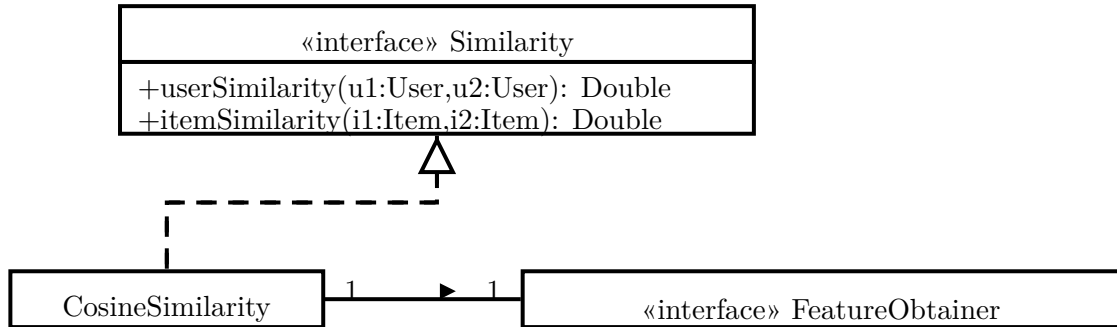 «interface» Similarity
+userSimilarity(u1:User,u2:User): Double
+itemSimilarity(i1:Item,i2:Item): Double
1 1
CosineSimilarity
«interface» FeatureObtainer